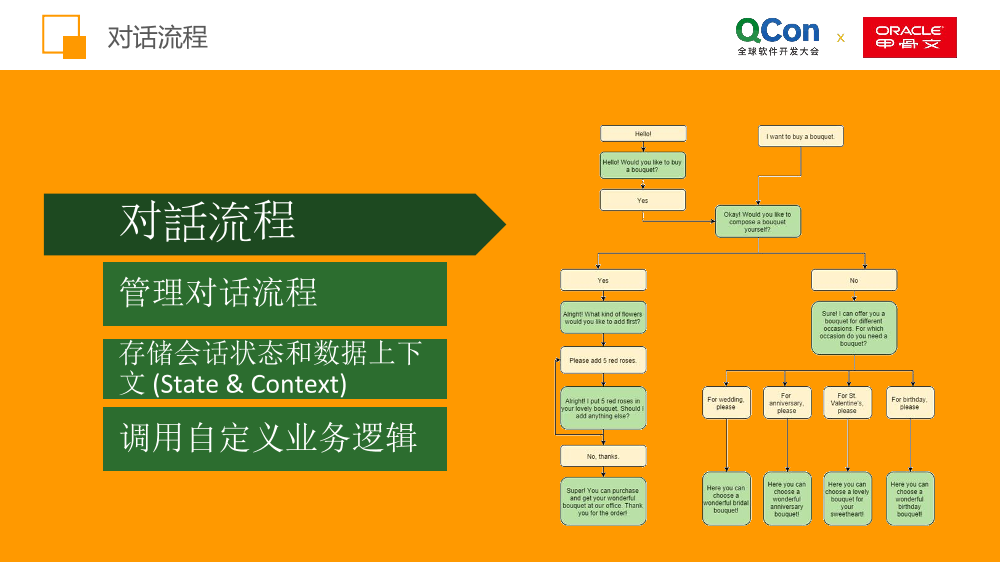 对话流程
QCon
全球软件开发大会
x
ORACLE
甲骨文
对話流程
管理对话流程
存储会话状态和数据上下
文 (State & Context)
调用自定义业务逻辑
Hello!
I want to buy a bouquet.
Hello! Would you like to buy
a bouquet?
Yes
Okay! Would you like to
compose a bouquet
yourself?
Yes
No
Alright! What kind of flowers
would you like to add first?
Sure! I can offer you a
bouquet for different
occasions. For which
occasion do you need a
bouquet?
Please add 5 red roses.
Alright! I put 5 red roses in
your lovely bouquet. Should I
add anything else?
For wedding,
please
For
anniversary,
please
For St.
Valentine's,
please
For birthday,
please
No, thanks.
Super! You can purchase
and get your wonderful
bouquet at our office. Thank
you for the order!
Here you can
choose a
wonderful bridal
bouquet!
Here you can
choose a
wonderful
anniversary
bouquet!
Here you can
choose a lovely
bouquet for
your
sweetheart!
Here you can
choose a
wonderful
birthday
bouquet!